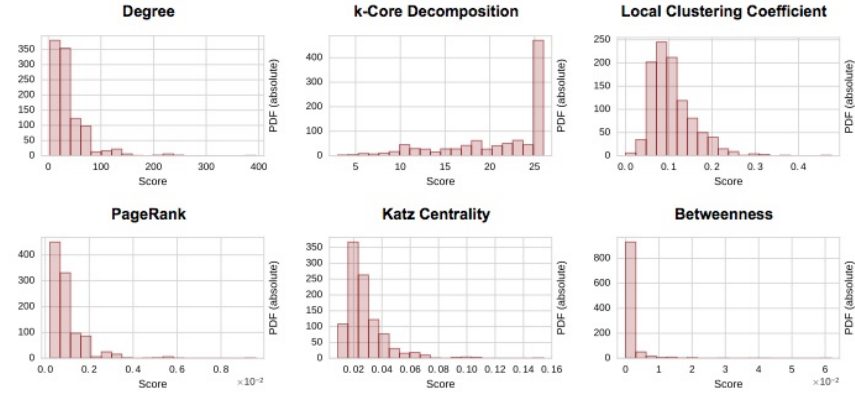 Degree
350
300
250
200
150
100
50
0
0 100 200 300 400
Score
PDF (absolute)
k-Core Decomposition
400
300
200
100
0
5 10 15 20 25
Score
PDF (absolute)
Local Clustering Coefficient
250
200
150
100
50
0
0.0 0.1 0.2 0.3 0.4
Score
PDF (absolute)
PageRank
400
300
200
100
0
0.0 0.2 0.4 0.6 0.8
Score
×10⁻²
PDF (absolute)
Katz Centrality
350
300
250
200
150
100
50
0
0.02 0.04 0.06 0.08 0.10 0.12 0.14 0.16
Score
PDF (absolute)
Betweenness
800
600
400
200
0
0 1 2 3 4 5 6
Score
×10⁻²
PDF (absolute)